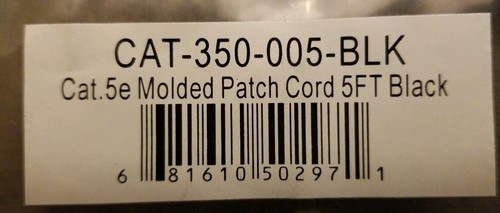 CAT-350-005-BLK
Cat.5e Molded Patch Cord 5FT Black
6 81610 50297 1